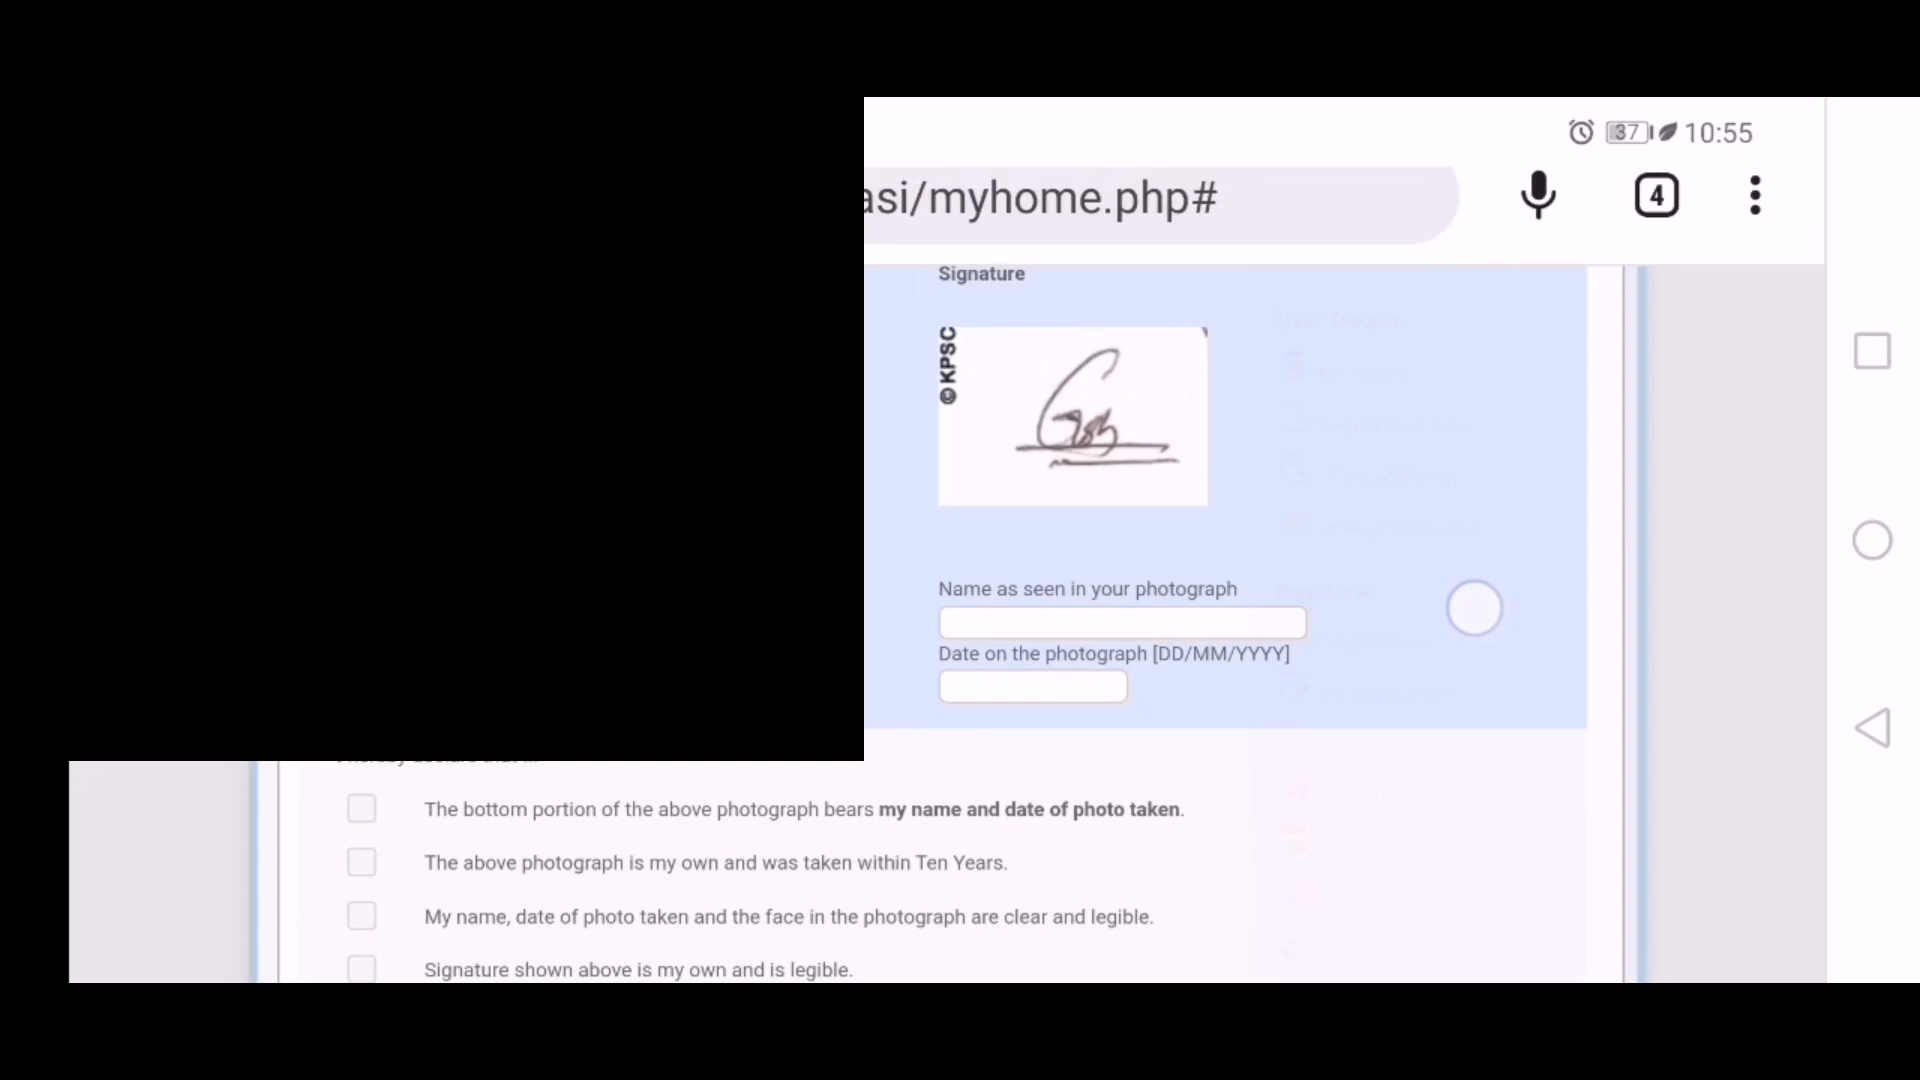 37 10:55
asi/myhome.php#
4
Signature
© KPSC
Name as seen in your photograph
Date on the photograph [DD/MM/YYYY]
The bottom portion of the above photograph bears my name and date of photo taken.
The above photograph is my own and was taken within Ten Years.
My name, date of photo taken and the face in the photograph are clear and legible.
Signature shown above is my own and is legible.